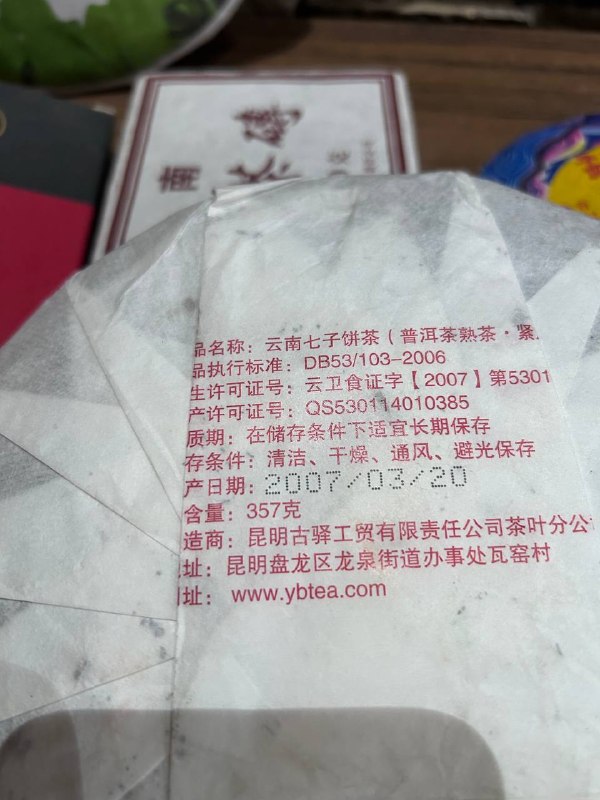 南
茶
砖
品名称：云南七子饼茶（普洱茶熟茶·紧
品执行标准：DB53/103-2006
生许可证号：云卫食证字【2007】第5301
产许可证号：QS530114010385
质期：在储存条件下适宜长期保存
存条件：清洁、干燥、通风、避光保存
产日期：2007/03/20
含量：357克
造商：昆明古驿工贸有限责任公司茶叶分公
址：昆明盘龙区龙泉街道办事处瓦窑村
址：www.ybtea.com